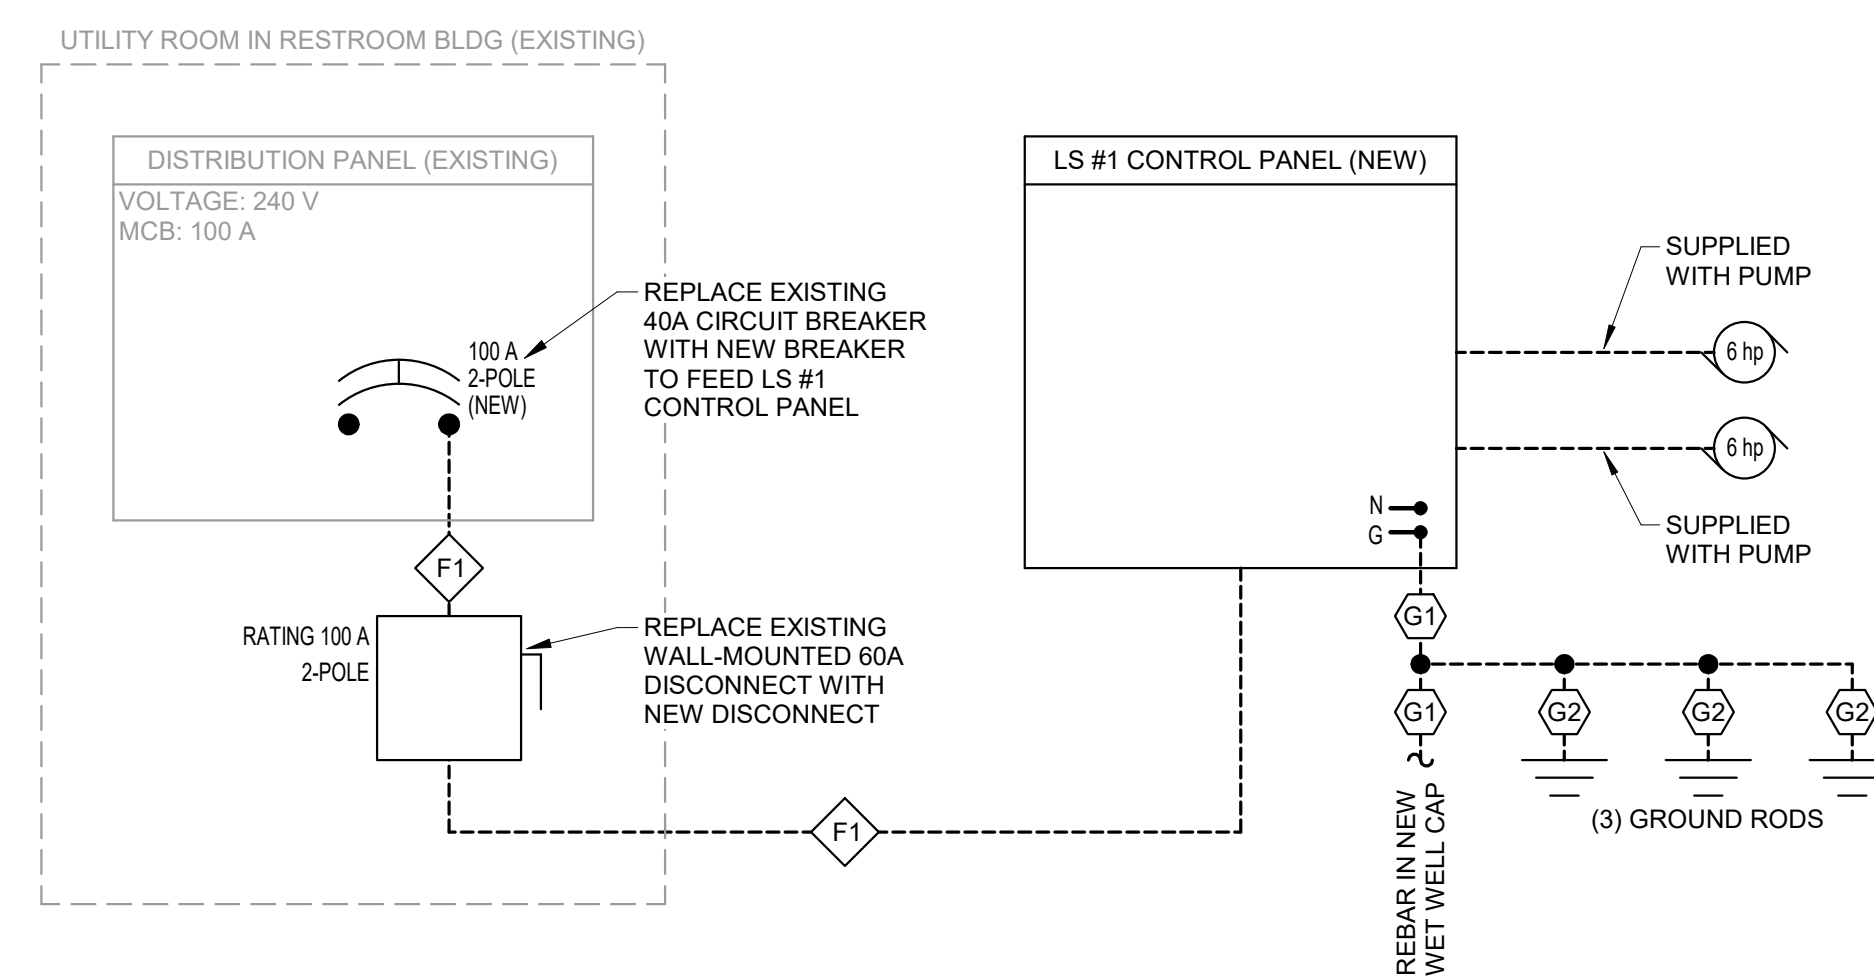 UTILITY ROOM IN RESTROOM BLDG (EXISTING)
DISTRIBUTION PANEL (EXISTING)
VOLTAGE: 240 V
MCB: 100 A
100 A
2-POLE
(NEW)
REPLACE EXISTING
40A CIRCUIT BREAKER
WITH NEW BREAKER
TO FEED LS #1
CONTROL PANEL
F1
RATING 100 A
2-POLE
REPLACE EXISTING
WALL-MOUNTED 60A
DISCONNECT WITH
NEW DISCONNECT
F1
LS #1 CONTROL PANEL (NEW)
SUPPLIED
WITH PUMP
6 hp
6 hp
SUPPLIED
WITH PUMP
N
G
G1
G1
G2
G2
G2
(3) GROUND RODS
REBAR IN NEW
WET WELL CAP